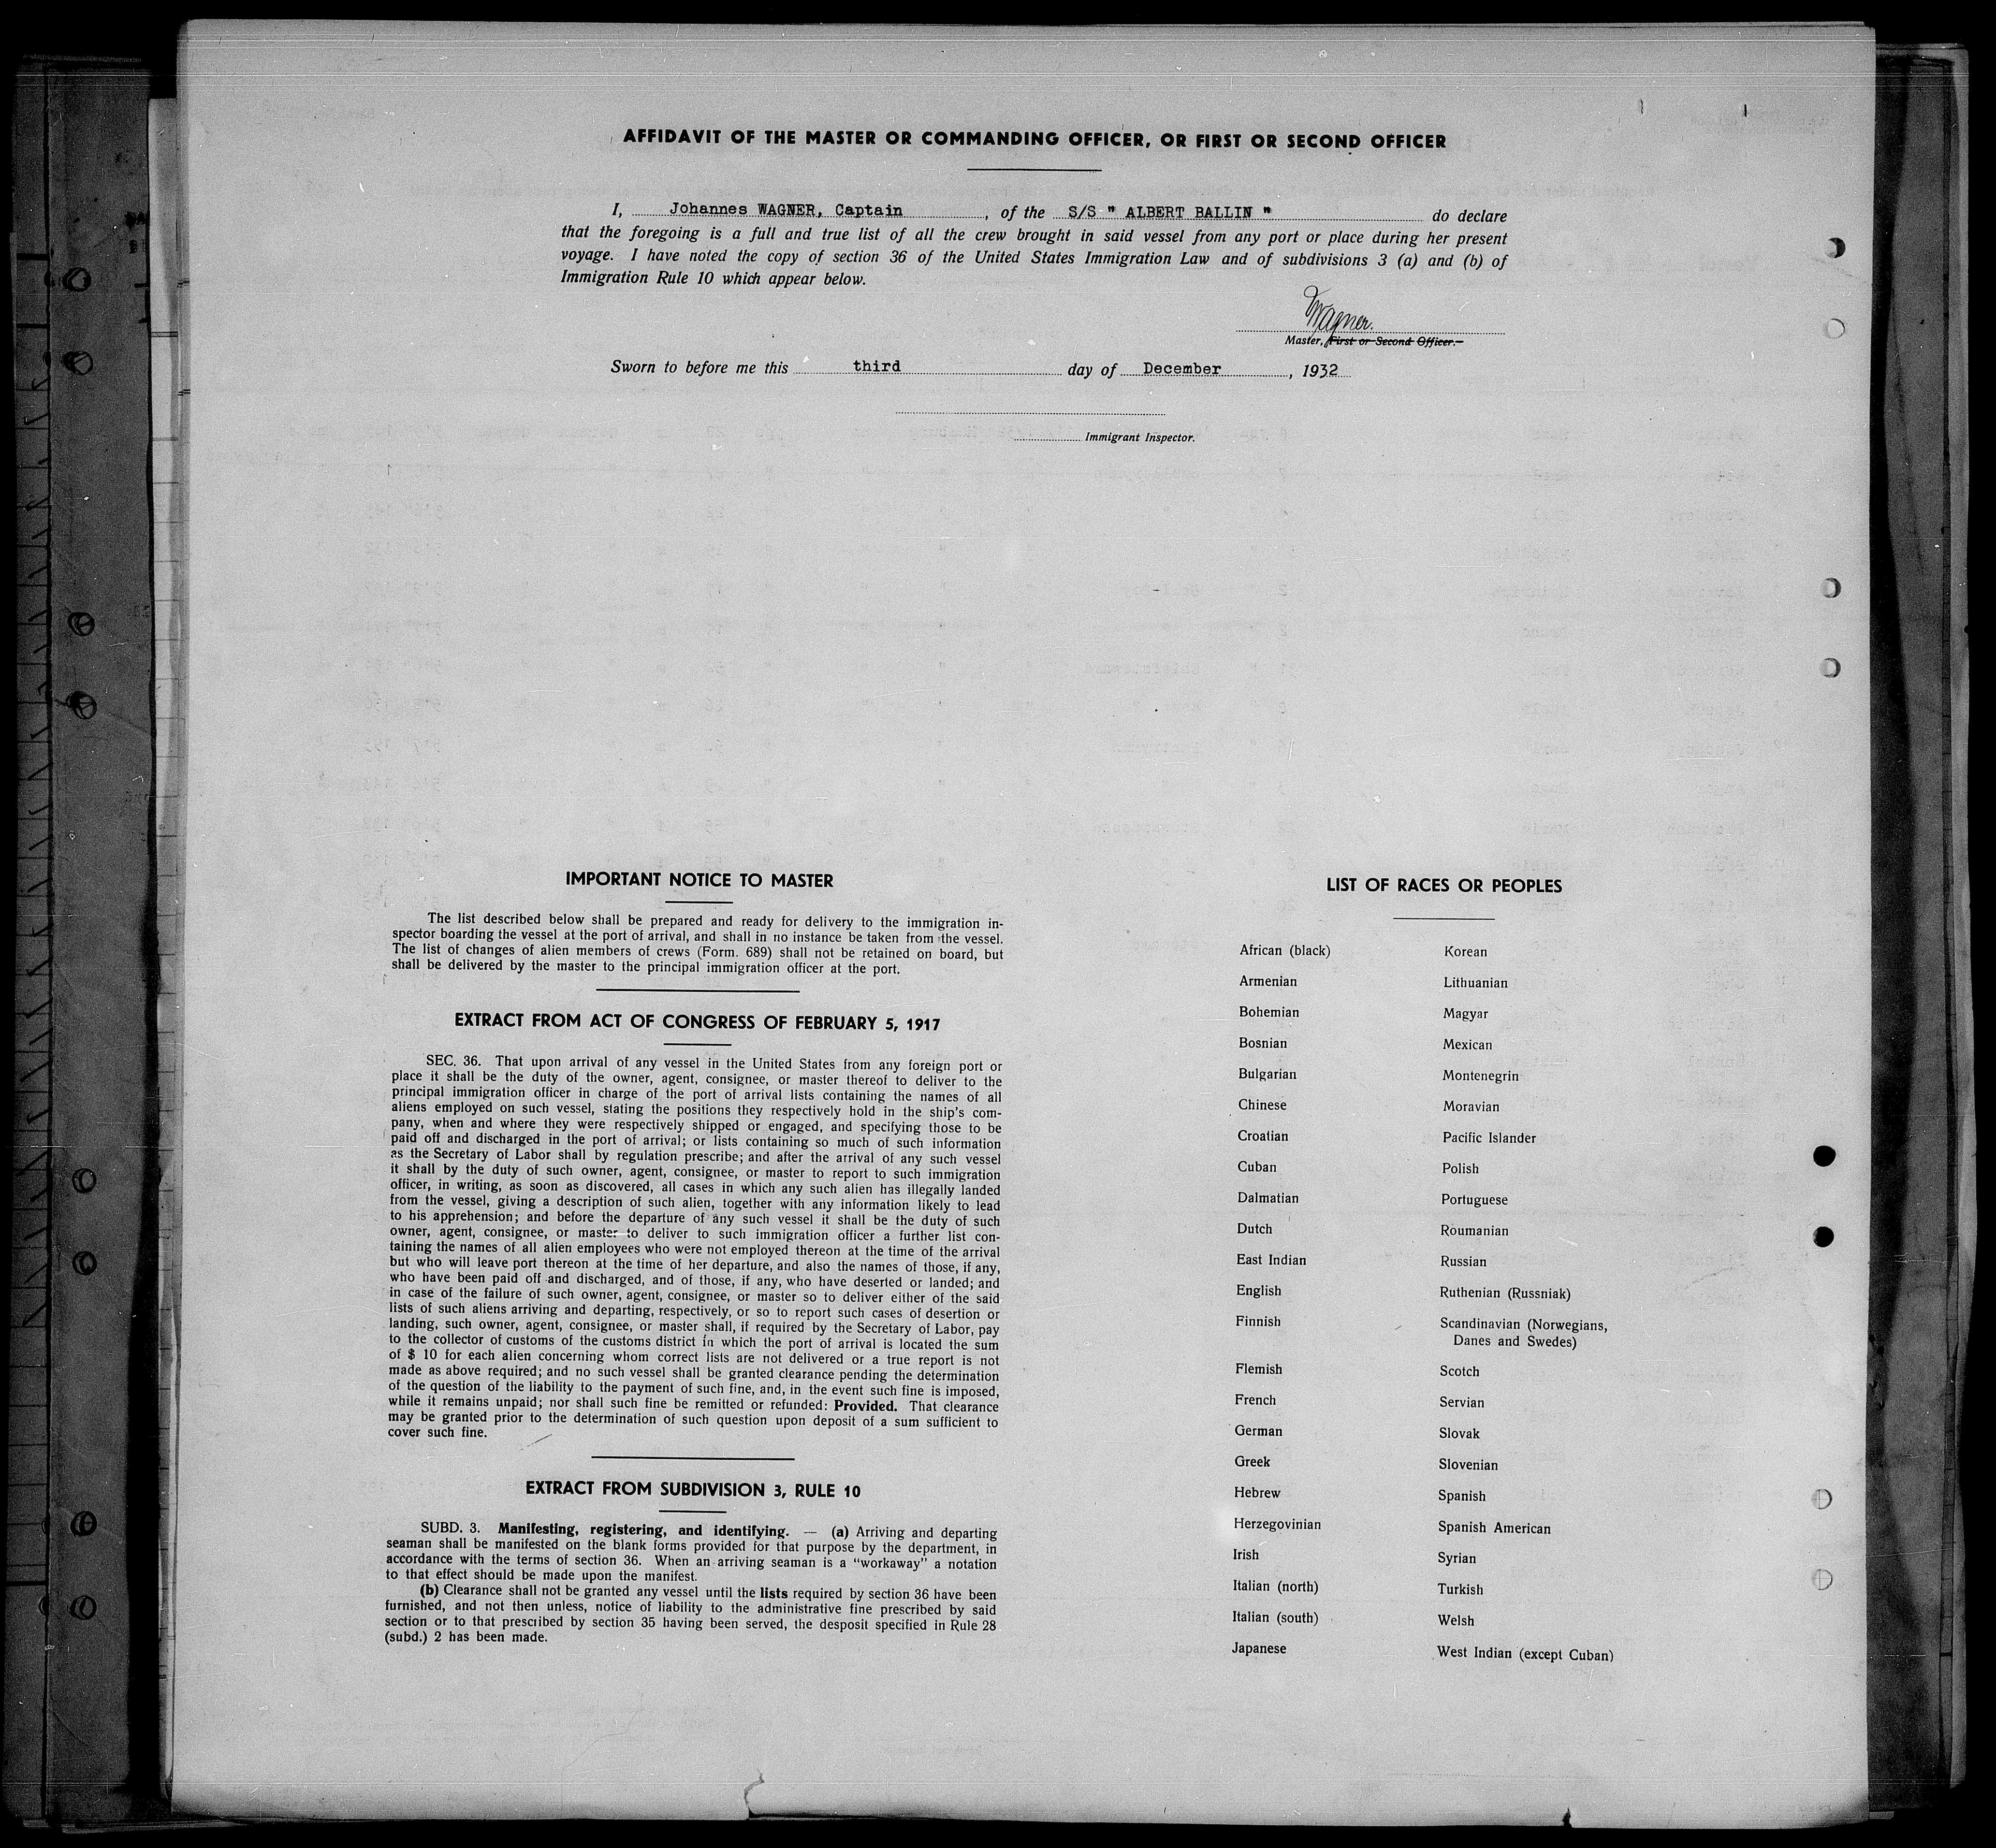 AFFIDAVIT OF THE MASTER OR COMMANDING OFFICER, OR FIRST OR SECOND OFFICER
I, Johannes WAGNER, Captain, of the S/S " ALBERT BALLIN " do declare
that the foregoing is a full and true list of all the crew brought in said vessel from any port or place during her present
voyage. I have noted the copy of section 36 of the United States Immigration Law and of subdivisions 3 (a) and (b) of
Immigration Rule 10 which appear below.
Wagner.
Master, First or Second Officer.
Sworn to before me this third day of December, 1932
Immigrant Inspector.
IMPORTANT NOTICE TO MASTER
The list described below shall be prepared and ready for delivery to the immigration in-
spector boarding the vessel at the port of arrival, and shall in no instance be taken from the vessel.
The list of changes of alien members of crews (Form. 689) shall not be retained on board, but
shall be delivered by the master to the principal immigration officer at the port.
EXTRACT FROM ACT OF CONGRESS OF FEBRUARY 5, 1917
SEC. 36. That upon arrival of any vessel in the United States from any foreign port or
place it shall be the duty of the owner, agent, consignee, or master thereof to deliver to the
principal immigration officer in charge of the port of arrival lists containing the names of all
aliens employed on such vessel, stating the positions they respectively hold in the ship's com-
pany, when and where they were respectively shipped or engaged, and specifying those to be
paid off and discharged in the port of arrival; or lists containing so much of such information
as the Secretary of Labor shall by regulation prescribe; and after the arrival of any such vessel
it shall by the duty of such owner, agent, consignee, or master to report to such immigration
officer, in writing, as soon as discovered, all cases in which any such alien has illegally landed
from the vessel, giving a description of such alien, together with any information likely to lead
to his apprehension; and before the departure of any such vessel it shall be the duty of such
owner, agent, consignee, or master to deliver to such immigration officer a further list con-
taining the names of all alien employees who were not employed thereon at the time of the arrival
but who will leave port thereon at the time of her departure, and also the names of those, if any,
who have been paid off and discharged, and of those, if any, who have deserted or landed; and
in case of the failure of such owner, agent, consignee, or master so to deliver either of the said
lists of such aliens arriving and departing, respectively, or so to report such cases of desertion or
landing, such owner, agent, consignee, or master shall, if required by the Secretary of Labor, pay
to the collector of customs of the customs district in which the port of arrival is located the sum
of $ 10 for each alien concerning whom correct lists are not delivered or a true report is not
made as above required; and no such vessel shall be granted clearance pending the determination
of the question of the liability to the payment of such fine, and, in the event such fine is imposed,
while it remains unpaid; nor shall such fine be remitted or refunded: Provided. That clearance
may be granted prior to the determination of such question upon deposit of a sum sufficient to
cover such fine.
EXTRACT FROM SUBDIVISION 3, RULE 10
SUBD. 3. Manifesting, registering, and identifying. — (a) Arriving and departing
seaman shall be manifested on the blank forms provided for that purpose by the department, in
accordance with the terms of section 36. When an arriving seaman is a "workaway" a notation
to that effect should be made upon the manifest.
(b) Clearance shall not be granted any vessel until the lists required by section 36 have been
furnished, and not then unless, notice of liability to the administrative fine prescribed by said
section or to that prescribed by section 35 having been served, the desposit specified in Rule 28
(subd.) 2 has been made.
LIST OF RACES OR PEOPLES
African (black) Korean
Armenian Lithuanian
Bohemian Magyar
Bosnian Mexican
Bulgarian Montenegrin
Chinese Moravian
Croatian Pacific Islander
Cuban Polish
Dalmatian Portuguese
Dutch Roumanian
East Indian Russian
English Ruthenian (Russniak)
Finnish Scandinavian (Norwegians,
Danes and Swedes)
Flemish Scotch
French Servian
German Slovak
Greek Slovenian
Hebrew Spanish
Herzegovinian Spanish American
Irish Syrian
Italian (north) Turkish
Italian (south) Welsh
Japanese West Indian (except Cuban)